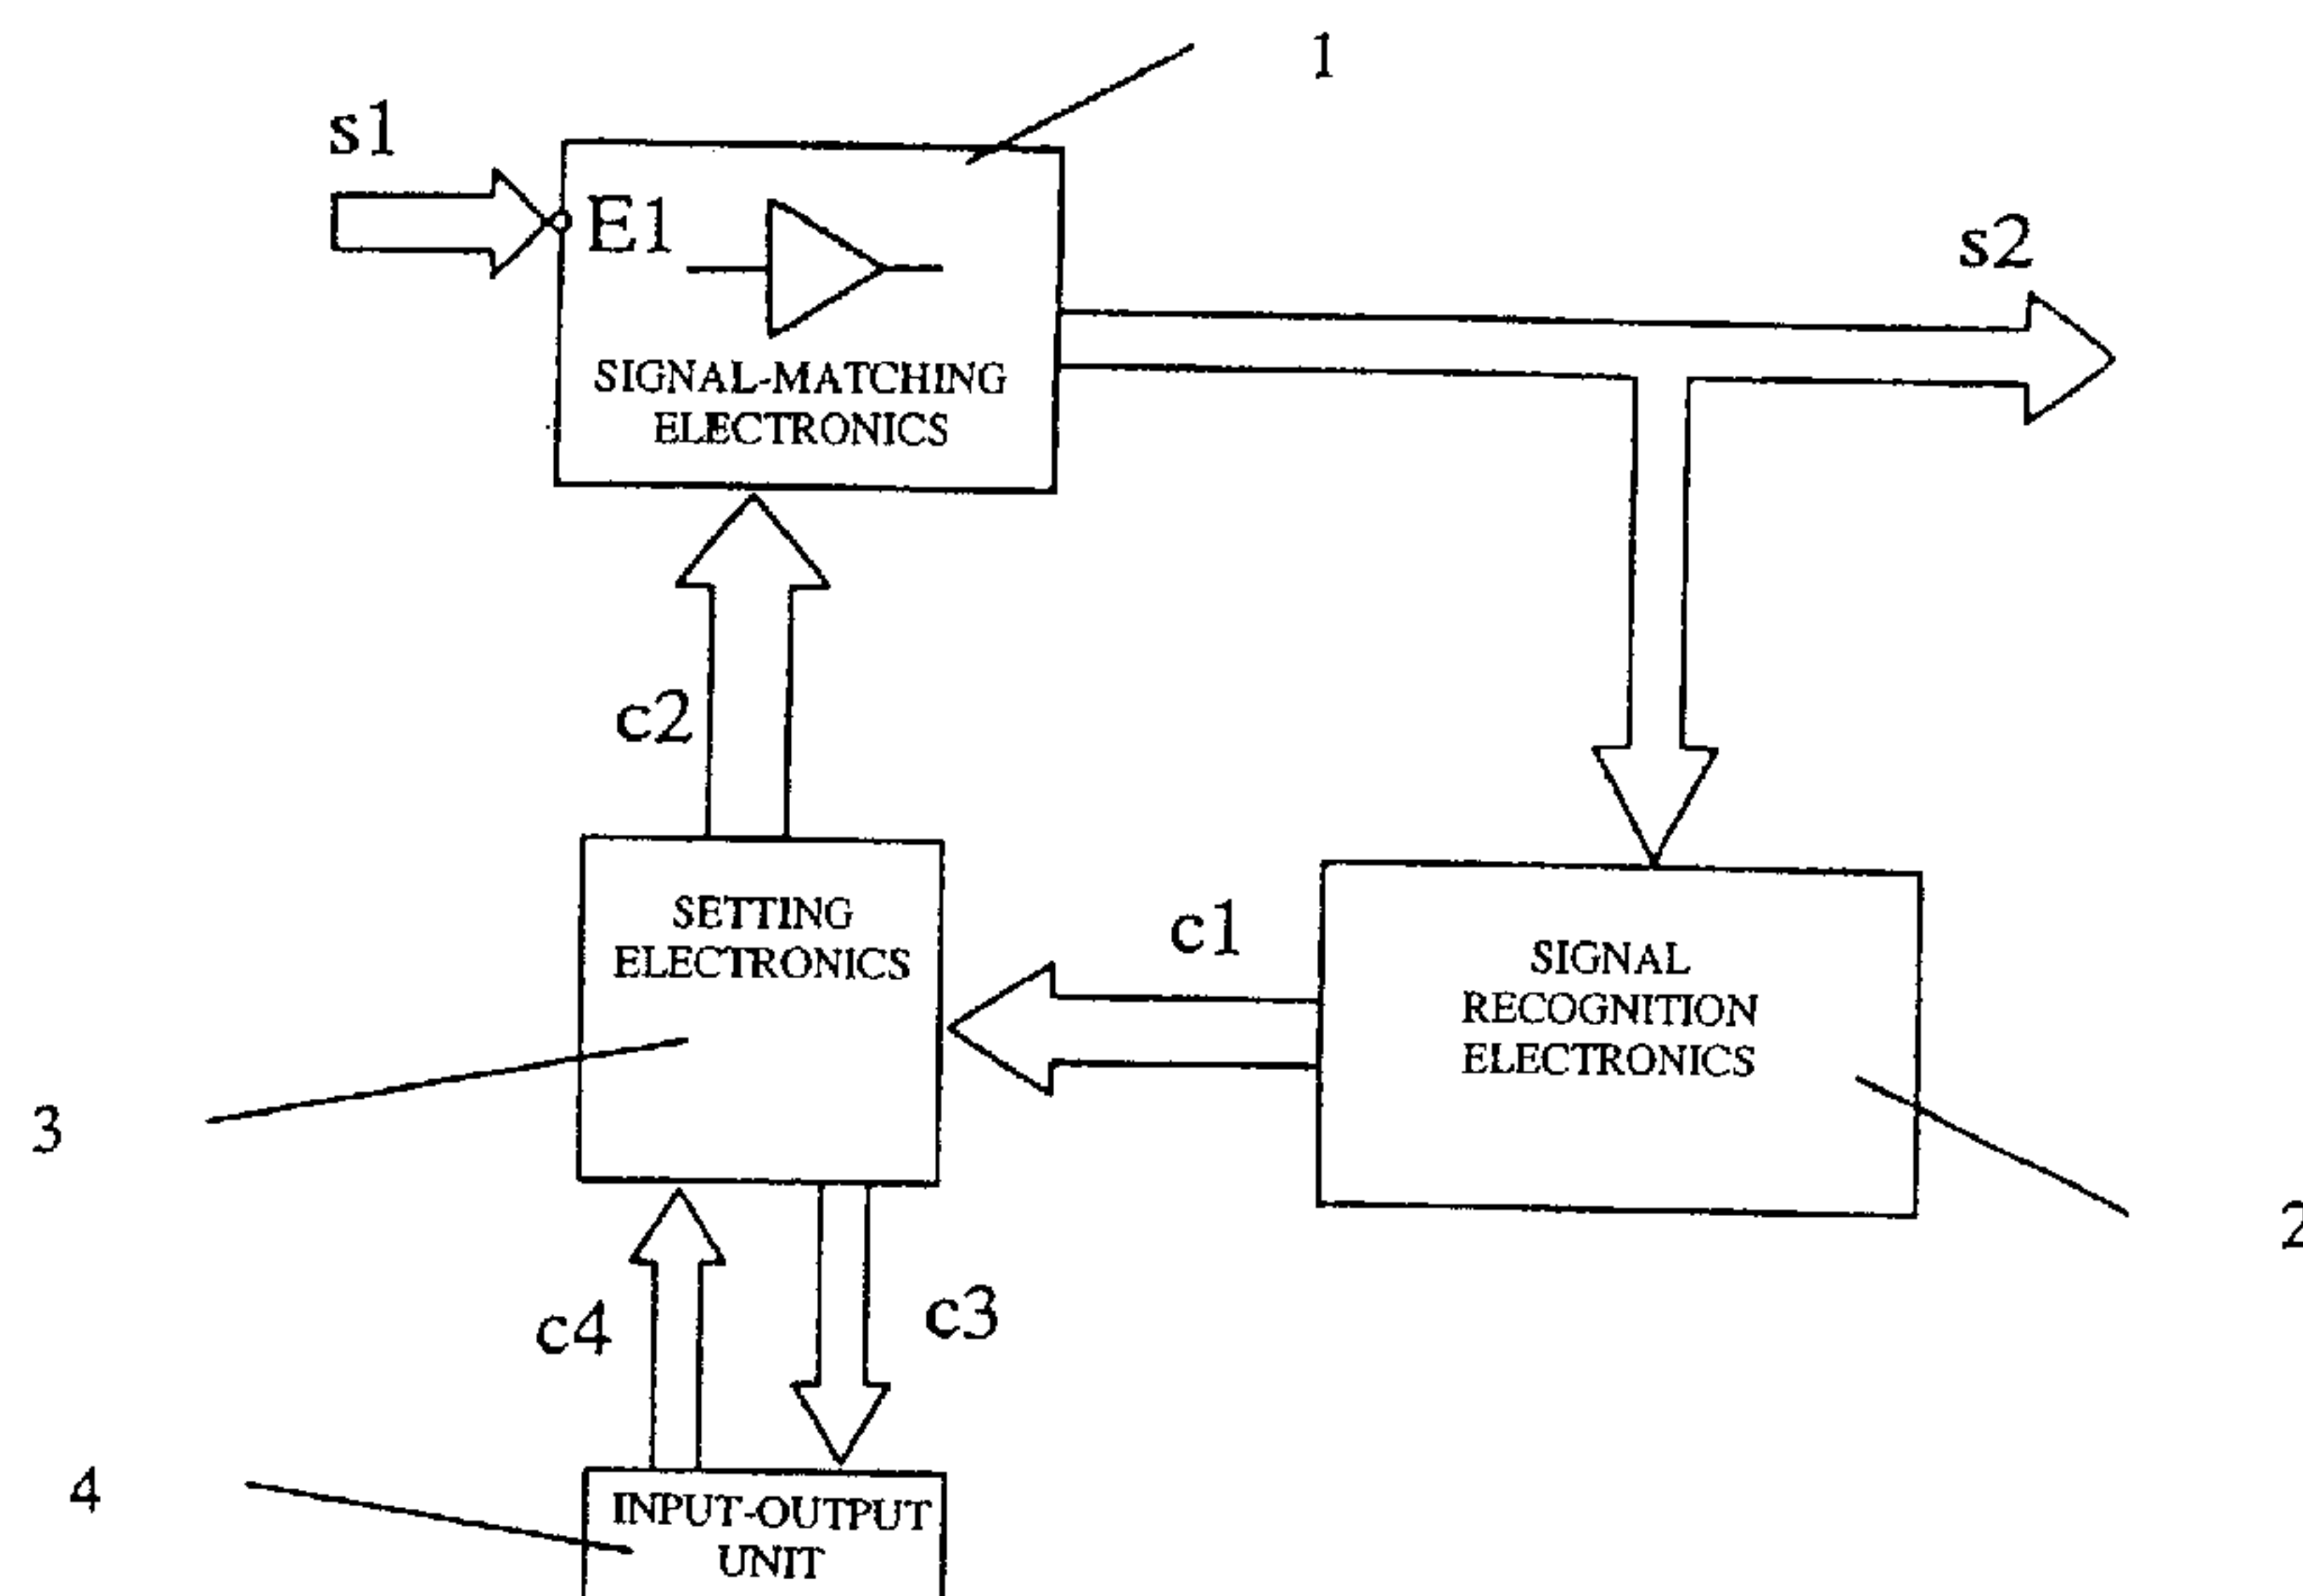 1
s1
E1
s2
SIGNAL-MATCHING
ELECTRONICS
c2
SETTING
ELECTRONICS
c1
SIGNAL
RECOGNITION
ELECTRONICS
3
2
c4
c3
4
INPUT-OUTPUT
UNIT